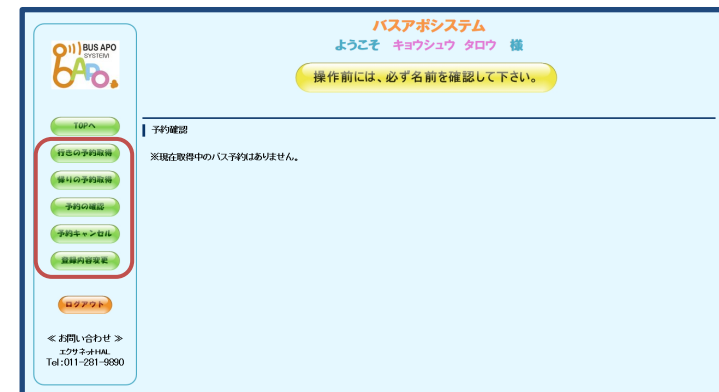 BUS APO
SYSTEM
バスアポシステム
ようこそ キョウシュウ タロウ 様
操作前には、必ず名前を確認して下さい。
TOPへ
行きの予約取得
帰りの予約取得
予約の確認
予約キャンセル
登録内容変更
ログアウト
≪ お問い合わせ ≫
エクサネットHAL
Tel:011-281-9890
予約確認
※現在取得中のバス予約はありません。